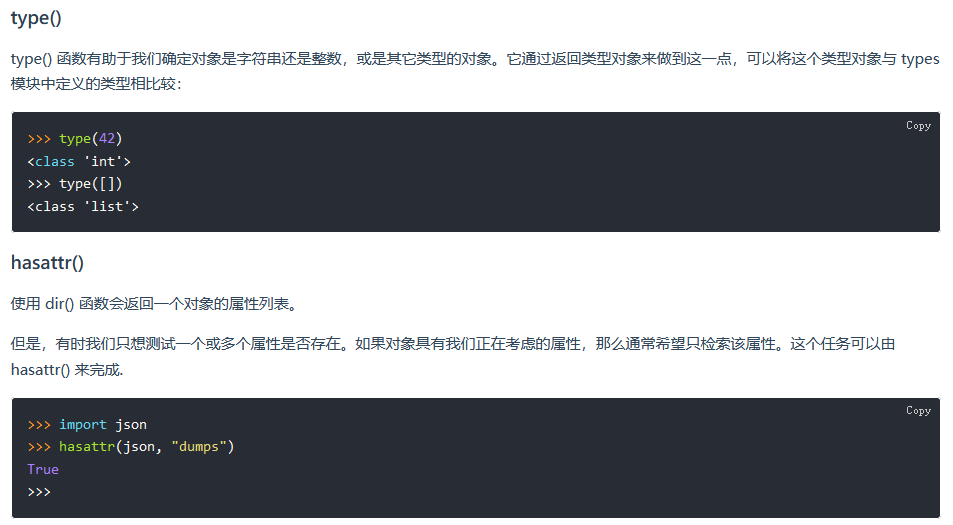 type()
type() 函数有助于我们确定对象是字符串还是整数，或是其它类型的对象。它通过返回类型对象来做到这一点，可以将这个类型对象与 types
模块中定义的类型相比较：
Copy
>>> type(42)
<class 'int'>
>>> type([])
<class 'list'>
hasattr()
使用 dir() 函数会返回一个对象的属性列表。
但是，有时我们只想测试一个或多个属性是否存在。如果对象具有我们正在考虑的属性，那么通常希望只检索该属性。这个任务可以由
hasattr() 来完成.
Copy
>>> import json
>>> hasattr(json, "dumps")
True
>>>